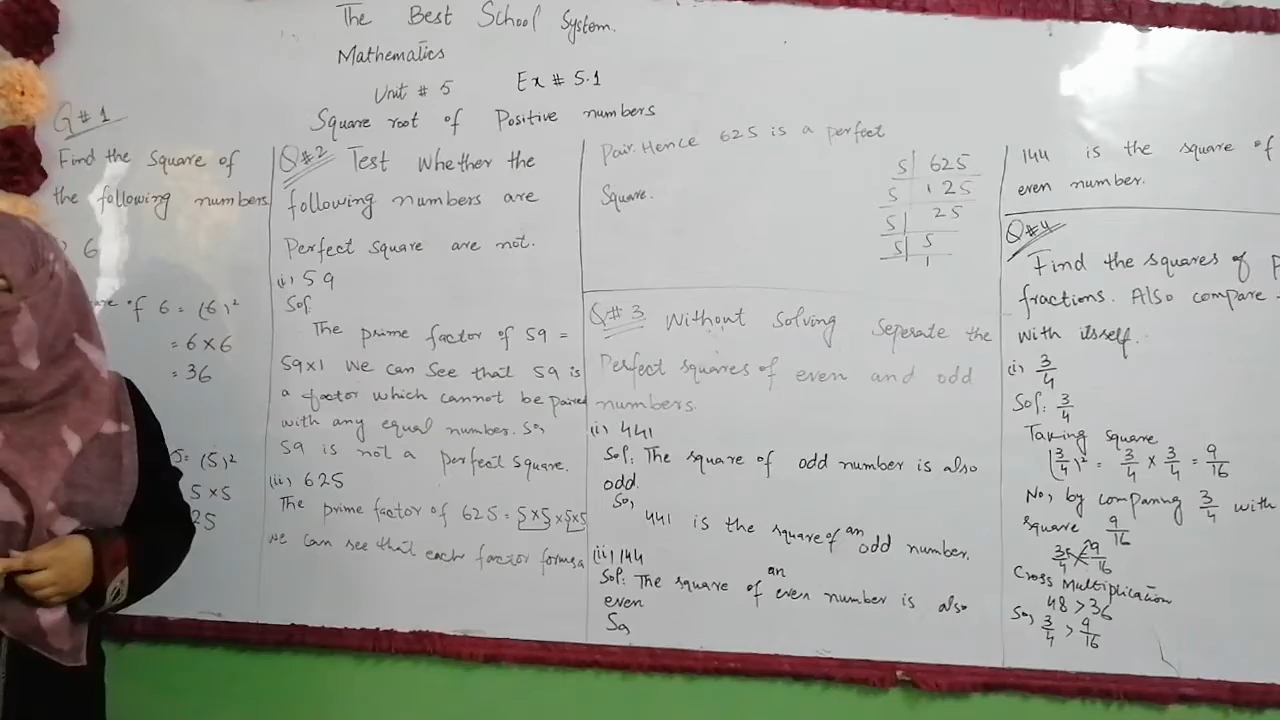 The Best School System.
Mathematics
Unit # 5 Ex # 5.1
Square root of Positive numbers
Q # 1
Find the square of
the following numbers
6
of 6 = (6)²
= 6 × 6
= 36
= (5)²
5 × 5
25
Q # 2 Test whether the
following numbers are
Perfect square are not.
(i) 59
Sol:
The prime factor of 59 =
59×1 we can see that 59 is
a factor which cannot be paired
with any equal number. So,
59 is not a perfect square.
(ii) 625
The prime factor of 625 = 5×5×5×5
we can see that each factor forms a
Pair. Hence 625 is a perfect
Square.
5 | 625
5 | 125
5 | 25
5 | 5
1
Q # 3 Without Solving Seperate the
Perfect squares of even and odd
numbers.
(i) 441
Sol: The square of odd number is also
odd.
So,
441 is the square of an odd number.
(ii) 144
Sol: The square of an even number is also
even
So,
144 is the square of
even number.
Q # 4
Find the squares of
fractions. Also compare
with itsself.
(i) 3/4
Sol: 3/4
Taking square
(3/4)² = 3/4 × 3/4 = 9/16
No, by comparing 3/4 with
square 9/16
Cross Multiplication
48 > 36
So, 3/4 > 9/16